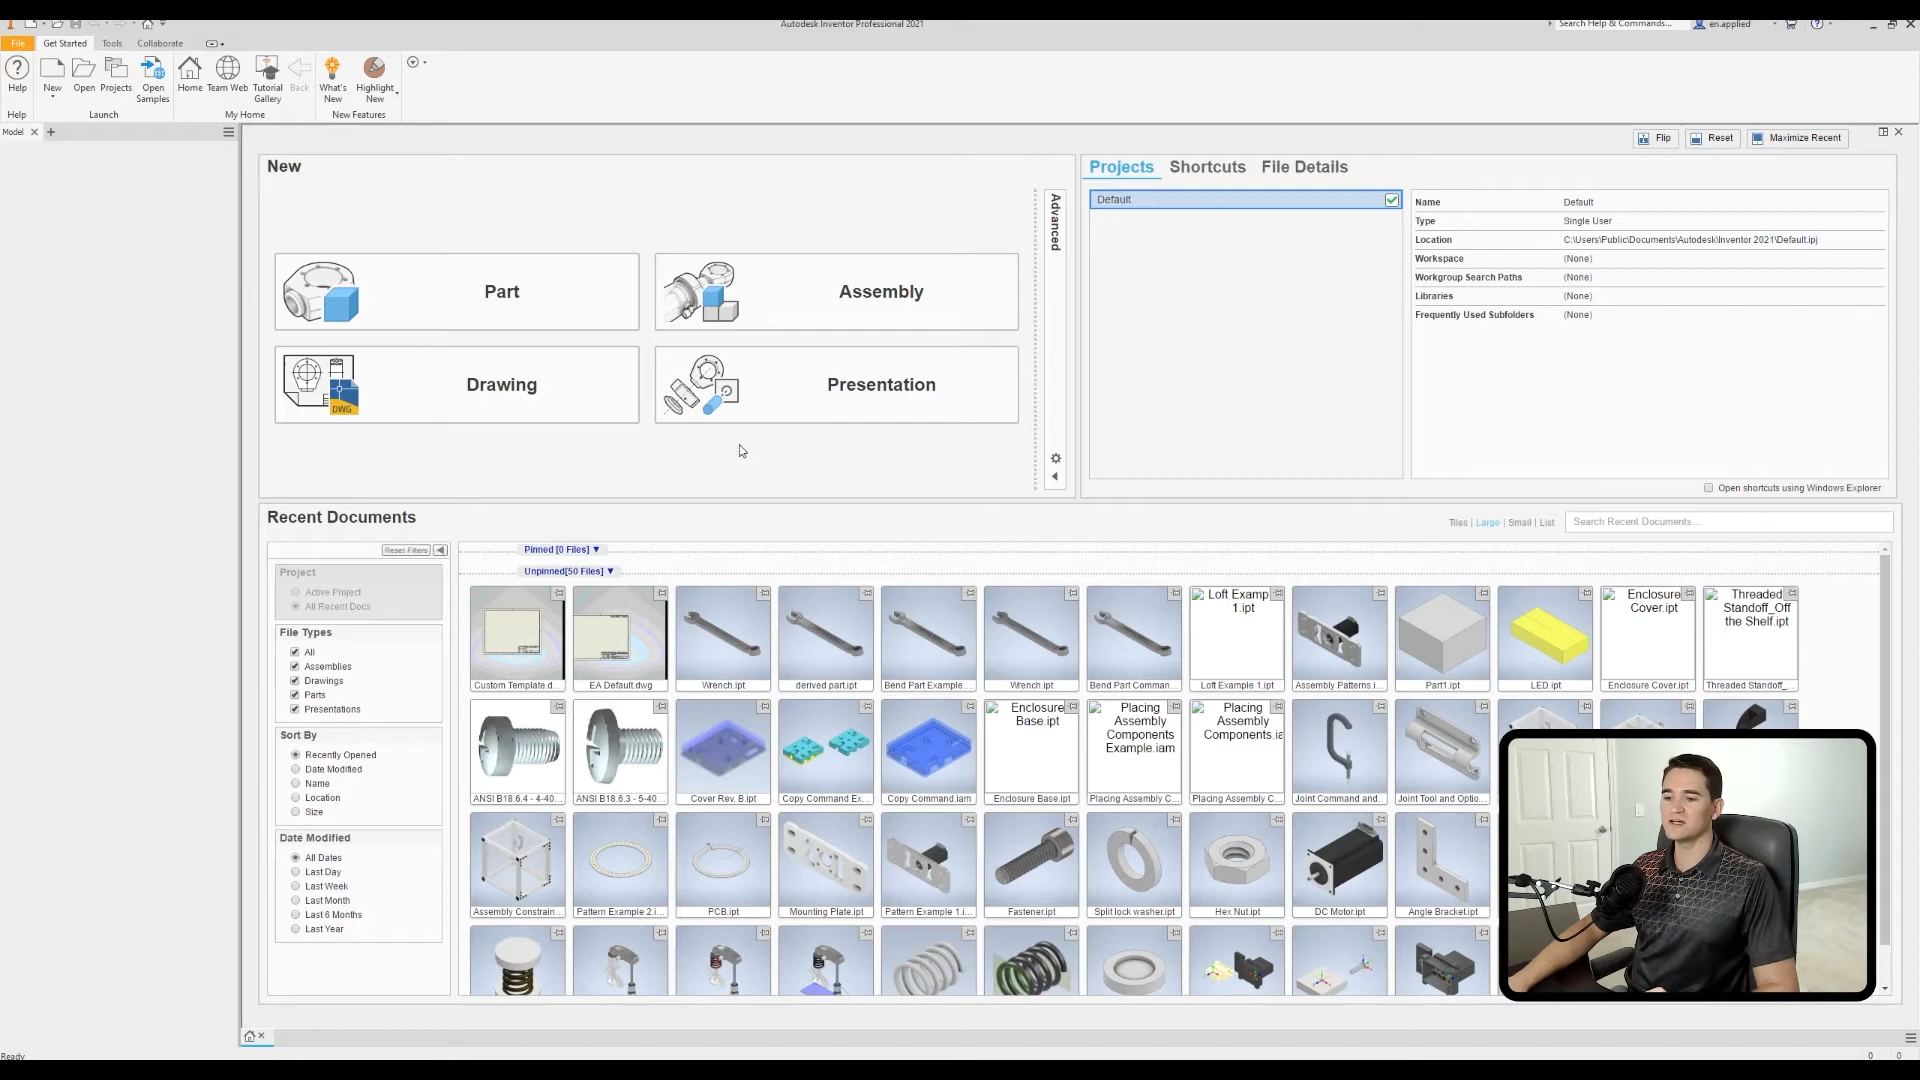 Autodesk Inventor Professional 2021
Search Help & Commands...
en.applied
File
Get Started
Tools
Collaborate
Help
New
Open
Projects
Open Samples
Home
Team Web
Tutorial Gallery
Back
What's New
Highlight New
Help
Launch
My Home
New Features
Model
Flip
Reset
Maximize Recent
New
Part
Assembly
Drawing
DWG
Presentation
Advanced
Projects
Shortcuts
File Details
Default
Name Default
Type Single User
Location C:\Users\Public\Documents\Autodesk\Inventor 2021\Default.ipj
Workspace (None)
Workgroup Search Paths (None)
Libraries (None)
Frequently Used Subfolders (None)
Open shortcuts using Windows Explorer
Recent Documents
Tiles | Large | Small | List
Search Recent Documents...
Reset Filters
Project
Active Project
All Recent Docs
File Types
All
Assemblies
Drawings
Parts
Presentations
Sort By
Recently Opened
Date Modified
Name
Location
Size
Date Modified
All Dates
Last Day
Last Week
Last Month
Last 6 Months
Last Year
Pinned [0 Files]
Unpinned[50 Files]
Loft Examp
1.ipt
Enclosure
Cover.ipt
Threaded
Standoff_Off
the Shelf.ipt
Custom Template.d...
EA Default.dwg
Wrench.ipt
derived part.ipt
Bend Part Example...
Wrench.ipt
Bend Part Comman...
Loft Example 1.ipt
Assembly Patterns.i...
Part1.ipt
LED.ipt
Enclosure Cover.ipt
Threaded Standoff_...
Enclosure
Base.ipt
Placing
Assembly
Components
Example.iam
Placing
Assembly
Components.ia
ANSI B18.6.4 - 4-40...
ANSI B18.6.3 - 5-40...
Cover Rev. B.ipt
Copy Command Ex...
Copy Command.iam
Enclosure Base.ipt
Placing Assembly C...
Placing Assembly C...
Joint Command and...
Joint Tool and Optio...
Assembly Constrain...
Pattern Example 2.i...
PCB.ipt
Mounting Plate.ipt
Pattern Example 1.i...
Fastener.ipt
Split lock washer.ipt
Hex Nut.ipt
DC Motor.ipt
Angle Bracket.ipt
Ready
0 0